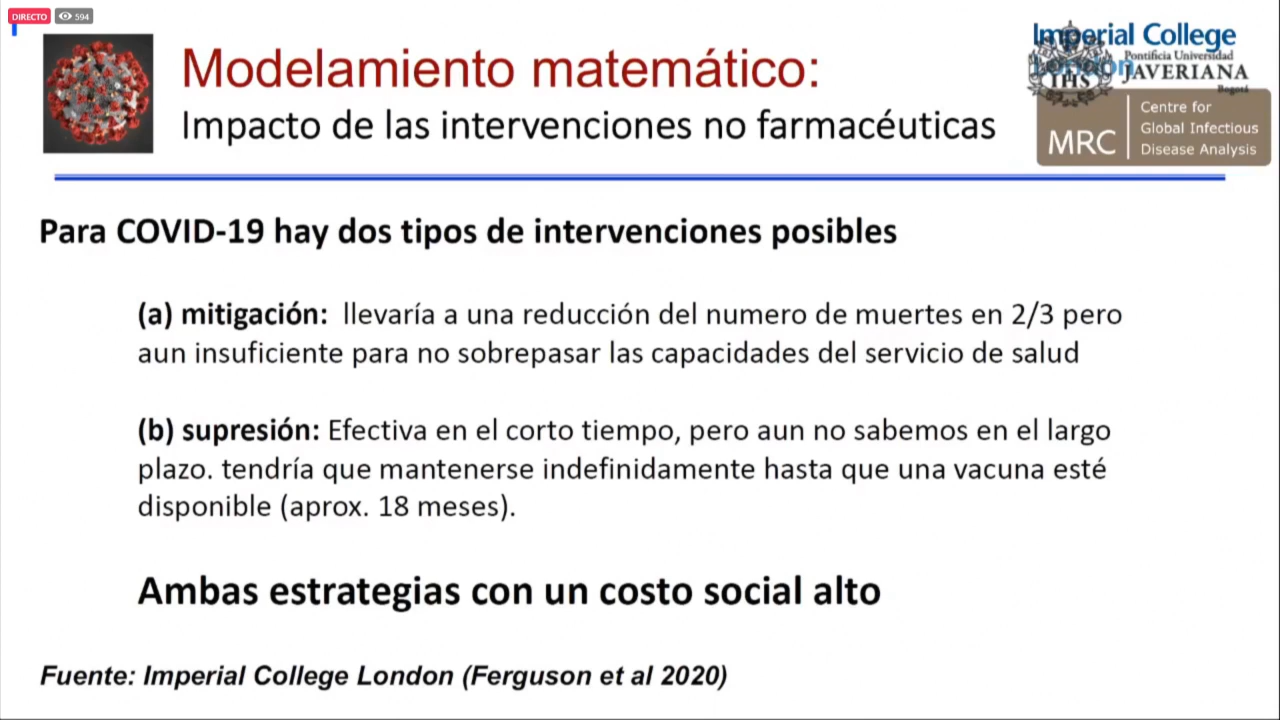 DIRECTO 594
Modelamiento matemático:
Impacto de las intervenciones no farmacéuticas
Imperial College
London
Pontificia Universidad
JAVERIANA
Bogotá
IHS
MRC
Centre for
Global Infectious
Disease Analysis
Para COVID-19 hay dos tipos de intervenciones posibles
(a) mitigación: llevaría a una reducción del numero de muertes en 2/3 pero
aun insuficiente para no sobrepasar las capacidades del servicio de salud
(b) supresión: Efectiva en el corto tiempo, pero aun no sabemos en el largo
plazo. tendría que mantenerse indefinidamente hasta que una vacuna esté
disponible (aprox. 18 meses).
Ambas estrategias con un costo social alto
Fuente: Imperial College London (Ferguson et al 2020)